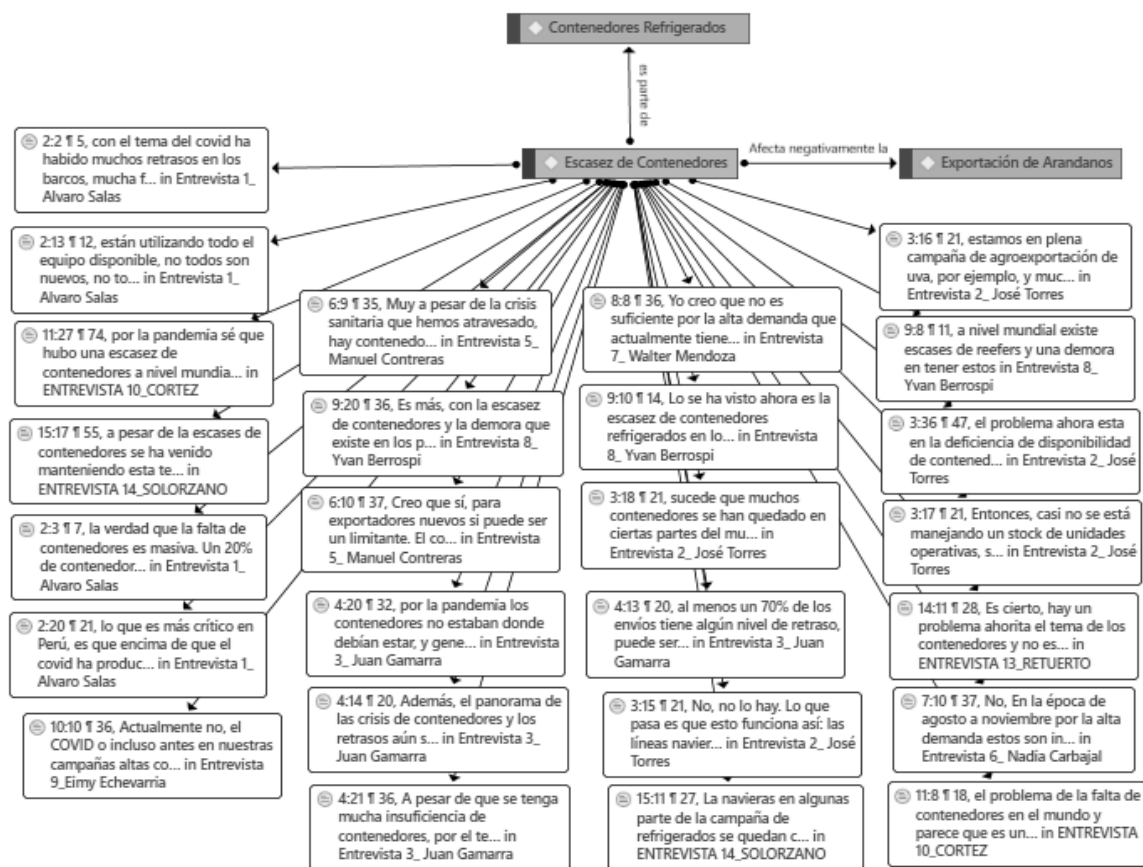 Contenedores Refrigerados
es parte de
Escasez de Contenedores
Afecta negativamente la
Exportación de Arandanos
2:2 ¶ 5, con el tema del covid ha
habido muchos retrasos en los
barcos, mucha f... in Entrevista 1_
Alvaro Salas
2:13 ¶ 12, están utilizando todo el
equipo disponible, no todos son
nuevos, no to... in Entrevista 1_
Alvaro Salas
11:27 ¶ 74, por la pandemia sé que
hubo una escasez de
contenedores a nivel mundia... in
ENTREVISTA 10_CORTEZ
15:17 ¶ 55, a pesar de la escases de
contenedores se ha venido
manteniendo esta te... in
ENTREVISTA 14_SOLORZANO
2:3 ¶ 7, la verdad que la falta de
contenedores es masiva. Un 20%
de contenedor... in Entrevista 1_
Alvaro Salas
2:20 ¶ 21, lo que es más crítico en
Perú, es que encima de que el
covid ha produc... in Entrevista 1_
Alvaro Salas
10:10 ¶ 36, Actualmente no, el
COVID o incluso antes en nuestras
campañas altas co... in Entrevista
9_Eimy Echevarria
6:9 ¶ 35, Muy a pesar de la crisis
sanitaria que hemos atravesado,
hay contenedo... in Entrevista 5_
Manuel Contreras
9:20 ¶ 36, Es más, con la escasez
de contenedores y la demora que
existe en los p... in Entrevista 8_
Yvan Berrospi
6:10 ¶ 37, Creo que sí, para
exportadores nuevos si puede ser
un limitante. El co... in Entrevista
5_ Manuel Contreras
4:20 ¶ 32, por la pandemia los
contenedores no estaban donde
debían estar, y gene... in Entrevista
3_ Juan Gamarra
4:14 ¶ 20, Además, el panorama de
las crisis de contenedores y los
retrasos aún s... in Entrevista 3_
Juan Gamarra
4:21 ¶ 36, A pesar de que se tenga
mucha insuficiencia de
contenedores, por el te... in
Entrevista 3_ Juan Gamarra
8:8 ¶ 36, Yo creo que no es
suficiente por la alta demanda que
actualmente tiene... in Entrevista
7_ Walter Mendoza
9:10 ¶ 14, Lo se ha visto ahora es la
escasez de contenedores
refrigerados en lo... in Entrevista
8_ Yvan Berrospi
3:18 ¶ 21, sucede que muchos
contenedores se han quedado en
ciertas partes del mu... in
Entrevista 2_ José Torres
4:13 ¶ 20, al menos un 70% de los
envíos tiene algún nivel de retraso,
puede ser... in Entrevista 3_ Juan
Gamarra
3:15 ¶ 21, No, no lo hay. Lo que
pasa es que esto funciona así: las
líneas navier... in Entrevista 2_ José
Torres
15:11 ¶ 27, La navieras en algunas
parte de la campaña de
refrigerados se quedan c... in
ENTREVISTA 14_SOLORZANO
3:16 ¶ 21, estamos en plena
campaña de agroexportación de
uva, por ejemplo, y muc... in
Entrevista 2_ José Torres
9:8 ¶ 11, a nivel mundial existe
escases de reefers y una demora
en tener estos in Entrevista 8_
Yvan Berrospi
3:36 ¶ 47, el problema ahora esta
en la deficiencia de disponibilidad
de contened... in Entrevista 2_ José
Torres
3:17 ¶ 21, Entonces, casi no se está
manejando un stock de unidades
operativas, s... in Entrevista 2_ José
Torres
14:11 ¶ 28, Es cierto, hay un
problema ahorita el tema de los
contenedores y no es... in
ENTREVISTA 13_RETUERTO
7:10 ¶ 37, No, En la época de
agosto a noviembre por la alta
demanda estos son in... in
Entrevista 6_ Nadia Carbajal
11:8 ¶ 18, el problema de la falta de
contenedores en el mundo y
parece que es un... in ENTREVISTA
10_CORTEZ